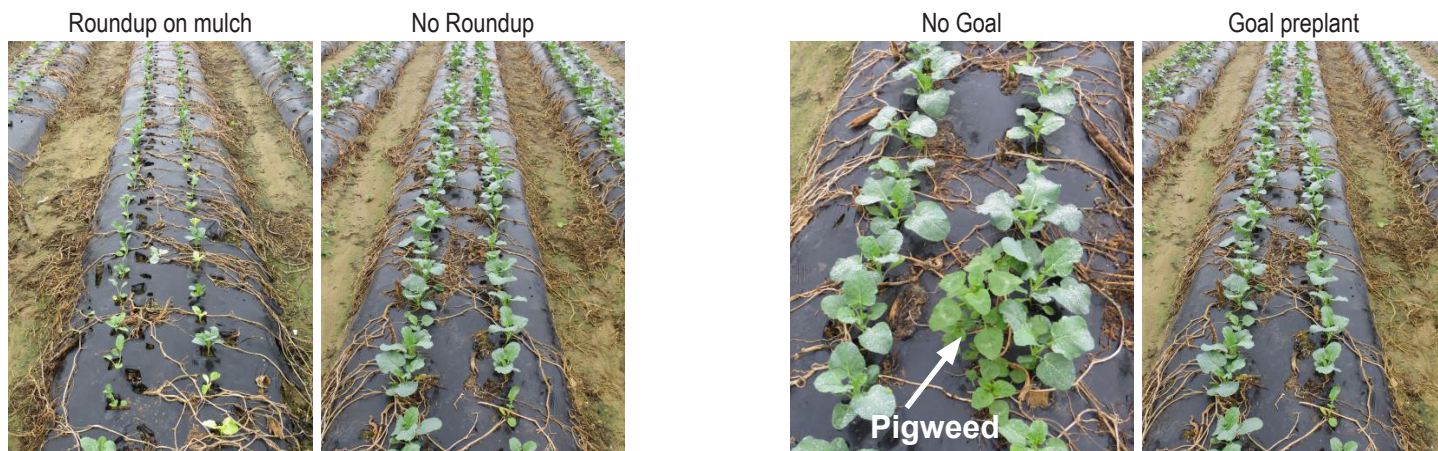 Roundup on mulch
No Roundup
No Goal
Goal preplant
Pigweed